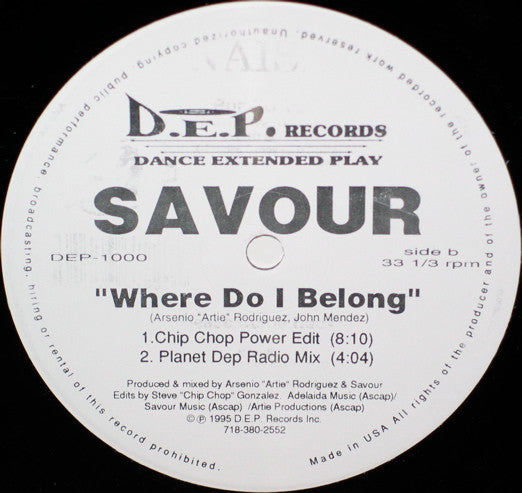 D.E.P. RECORDS
DANCE EXTENDED PLAY
SAVOUR
DEP-1000
side b
33 1/3 rpm
"Where Do I Belong"
(Arsenio "Artie" Rodriguez, John Mendez)
1.Chip Chop Power Edit (8:10)
2. Planet Dep Radio Mix (4:04)
Produced & mixed by Arsenio "Artie" Rodriguez & Savour
Edits by Steve "Chip Chop" Gonzalez. Adelaida Music (Ascap)/
Savour Music (Ascap) /Artie Productions (Ascap)
© ℗ 1995 D.E.P. Records Inc.
718-380-2552
Made in USA All rights of the producer and of the owner of the recorded work reserved. Unauthorized copying, public performance, broadcasting, hiring or rental of this record prohibited.